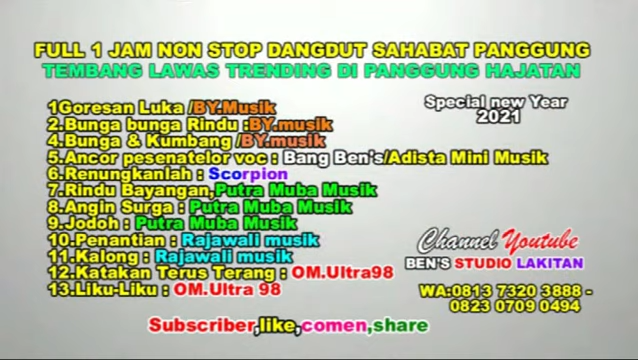 FULL 1 JAM NON STOP DANGDUT SAHABAT PANGGUNG
TEMBANG LAWAS TRENDING DI PANGGUNG HAJATAN
Special new Year
2021
1Goresan Luka /BY.Musik
2.Bunga bunga Rindu :BY.musik
4.Bunga & Kumbang /BY.musik
5.Ancor pesenatelor voc : Bang Ben's/Adista Mini Musik
6.Renungkanlah : Scorpion
7.Rindu Bayangan,Putra Muba Musik
8.Angin Surga : Putra Muba Musik
9.Jodoh : Putra Muba Musik
10.Penantian : Rajawali musik
11.Kalong : Rajawali musik
12.Katakan Terus Terang : OM.Ultra98
13.Liku-Liku : OM.Ultra 98
Channel Youtube
BEN'S STUDIO LAKITAN
WA:0813 7320 3888 -
0823 0709 0494
Subscriber,like,comen,share